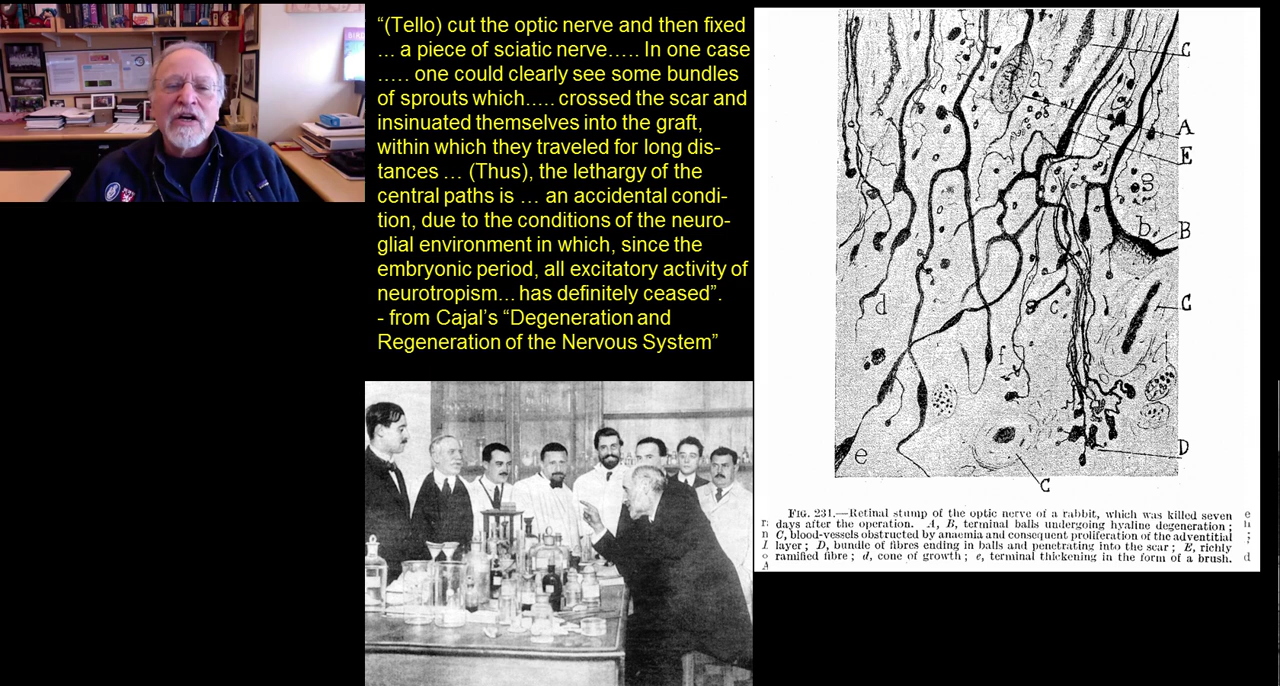 “(Tello) cut the optic nerve and then fixed
... a piece of sciatic nerve..... In one case
..... one could clearly see some bundles
of sprouts which..... crossed the scar and
insinuated themselves into the graft,
within which they traveled for long dis-
tances ... (Thus), the lethargy of the
central paths is ... an accidental condi-
tion, due to the conditions of the neuro-
glial environment in which, since the
embryonic period, all excitatory activity of
neurotropism... has definitely ceased”.
- from Cajal’s “Degeneration and
Regeneration of the Nervous System”
C
A
E
g
b
B
C
d
c
f
D
e
C
FIG. 231.—Retinal stump of the optic nerve of a rabbit, which was killed seven
days after the operation. A, B, terminal balls undergoing hyaline degeneration;
C, blood-vessels obstructed by anaemia and consequent proliferation of the adventitial
layer; D, bundle of fibres ending in balls and penetrating into the scar; E, richly
ramified fibre; d, cone of growth; e, terminal thickening in the form of a brush.